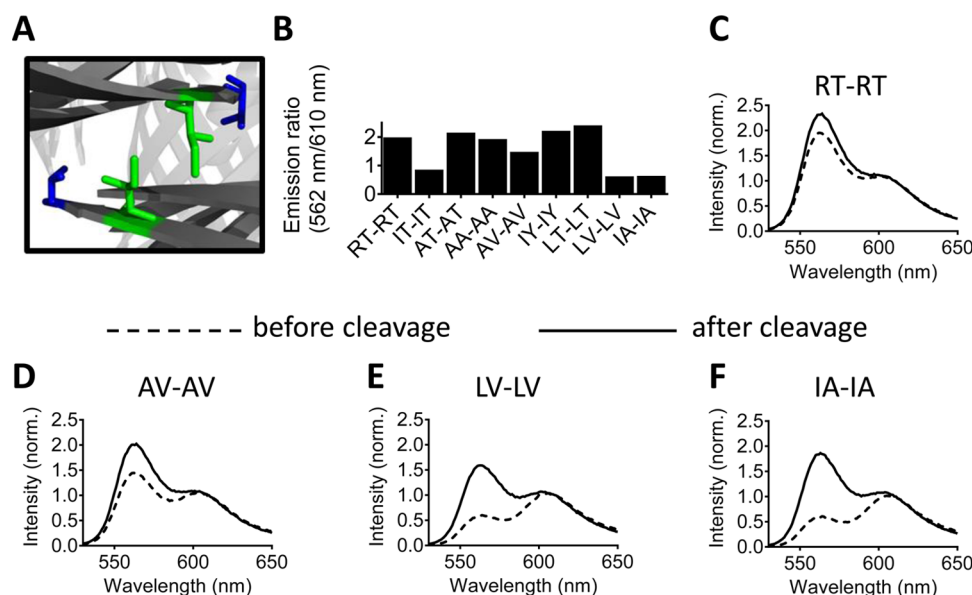 A
B
Emission ratio
(562 nm/610 nm)
2
1
0
RT-RT
IT-IT
AT-AT
AA-AA
AV-AV
IY-IY
LT-LT
LV-LV
IA-IA
C
RT-RT
Intensity (norm.)
2.5
2.0
1.5
1.0
0.5
0.0
550 600 650
Wavelength (nm)
before cleavage
after cleavage
D
AV-AV
Intensity (norm.)
2.5
2.0
1.5
1.0
0.5
0.0
550 600 650
Wavelength (nm)
E
LV-LV
Intensity (norm.)
2.5
2.0
1.5
1.0
0.5
0.0
550 600 650
Wavelength (nm)
F
IA-IA
Intensity (norm.)
2.5
2.0
1.5
1.0
0.5
0.0
550 600 650
Wavelength (nm)